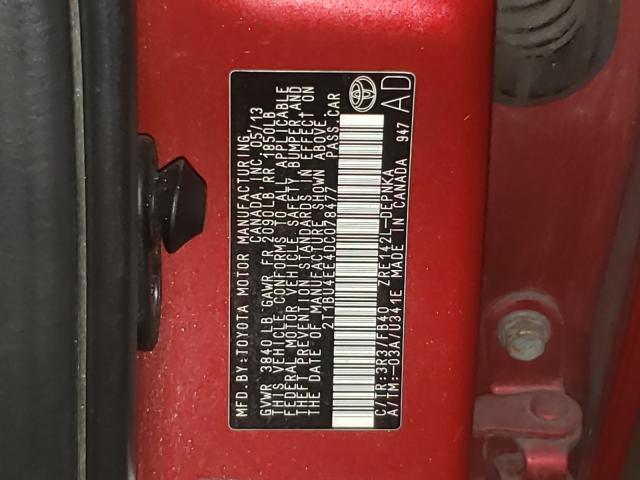 MFD. BY: TOYOTA MOTOR MANUFACTURING
CANADA, INC. 05/13
GVWR 3840 LB GAWR FR 2090LB, RR 1850LB
THIS VEHICLE CONFORMS TO ALL APPLICABLE
FEDERAL MOTOR VEHICLE SAFETY, BUMPER, AND
THEFT PREVENTION STANDARDS IN EFFECT ON
THE DATE OF MANUFACTURE SHOWN ABOVE.
2T1BU4EE4DC078477 PASS. CAR
C/TR:3R3/FB40 ZRE142L-DEPNKA
A/TM:-03A/U341E MADE IN CANADA 947
AD